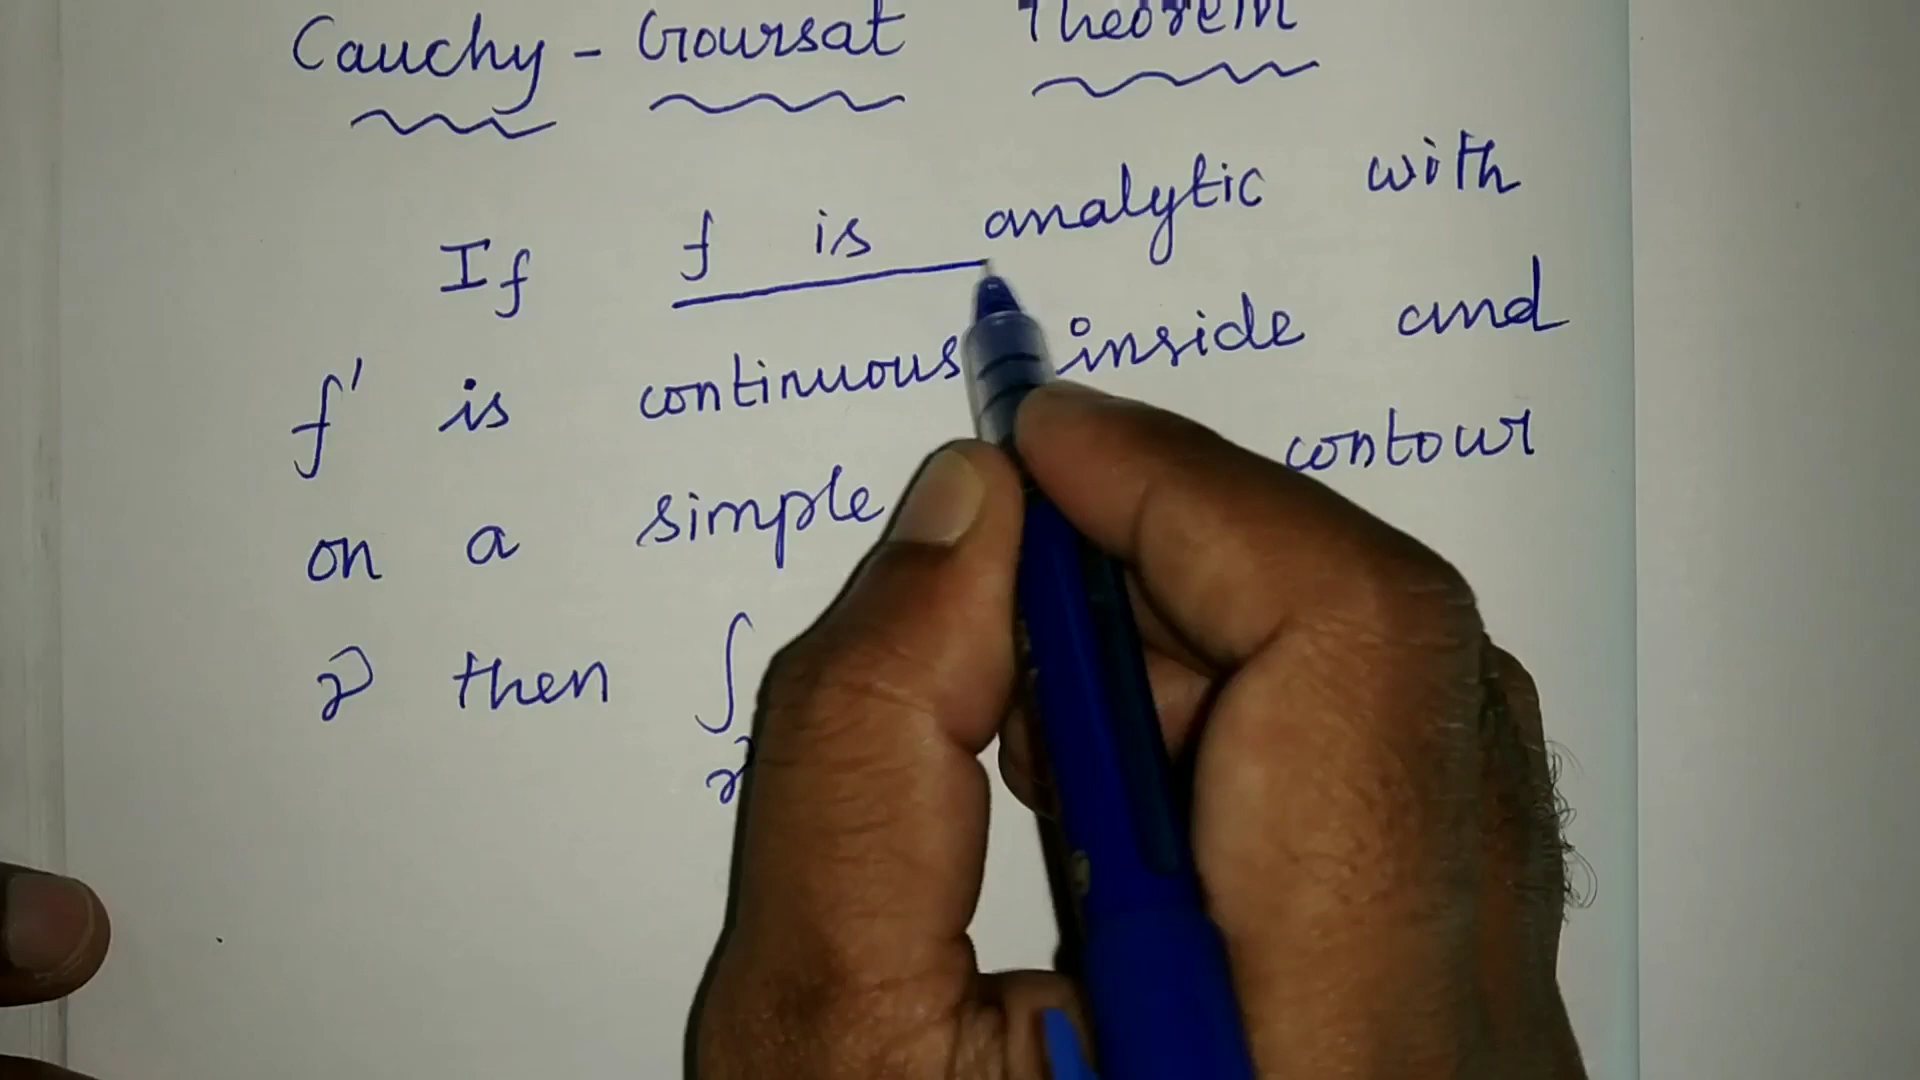 Cauchy - Goursat Theorem
If f is analytic with
f' is continuous inside and
on a simple contour
γ then ∫
γ